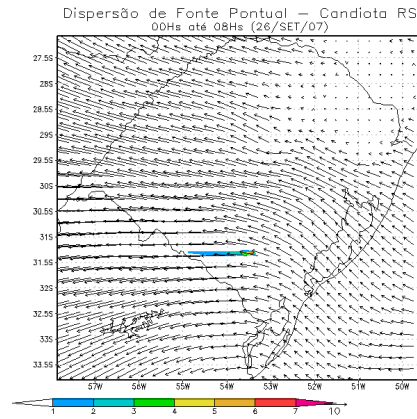 Dispersão de Fonte Pontual – Candiota RS
00Hs até 08Hs (26/SET/07)
27.5S
28S
28.5S
29S
29.5S
30S
30.5S
31S
31.5S
32S
32.5S
33S
33.5S
57W 56W 55W 54W 53W 52W 51W 50W
1 2 3 4 5 6 7 10